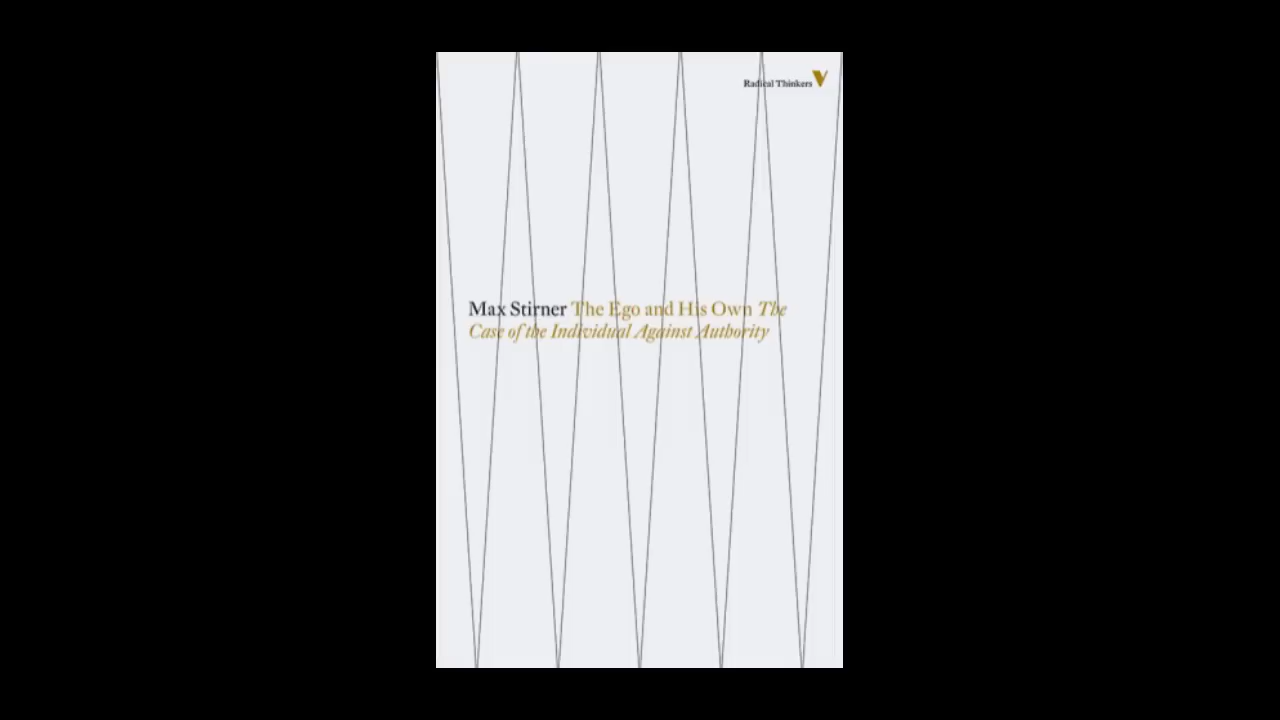 Radical Thinkers V
Max Stirner The Ego and His Own The
Case of the Individual Against Authority